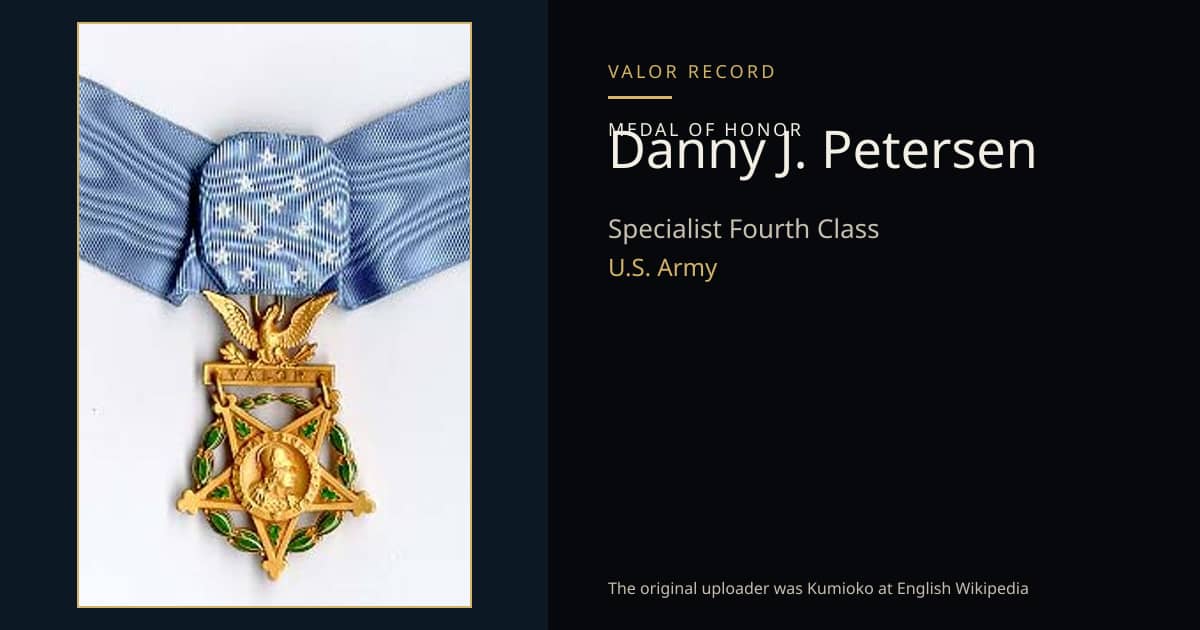 VALOR RECORD
MEDAL OF HONOR
Danny J. Petersen
Specialist Fourth Class
U.S. Army
VALOR
The original uploader was Kumioko at English Wikipedia